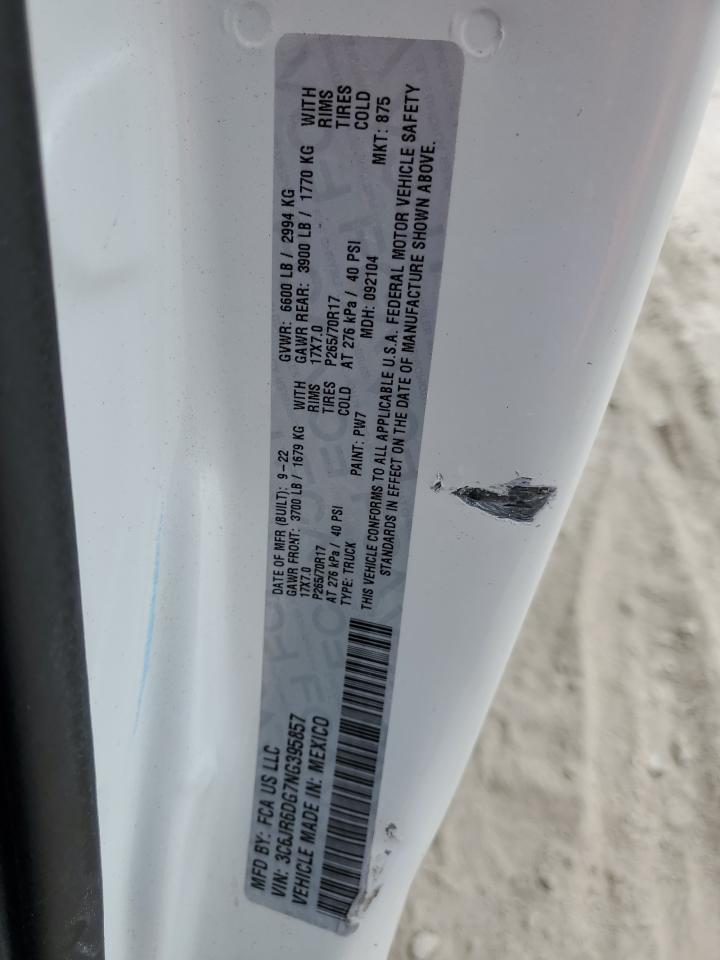 MFD BY: FCA US LLC
VIN: 3C6JR6DG7NG395857
VEHICLE MADE IN: MEXICO
DATE OF MFR (BUILT): 9-22
GAWR FRONT: 3700 LB / 1679 KG WITH
17X7.0 RIMS
P265/70R17 TIRES
AT 276 kPa / 40 PSI COLD
TYPE: TRUCK
PAINT: PW7
GVWR: 6600 LB / 2994 KG
GAWR REAR: 3900 LB / 1770 KG WITH
17X7.0 RIMS
P265/70R17 TIRES
AT 276 kPa / 40 PSI COLD
MDH: 092104 MKT: 875
THIS VEHICLE CONFORMS TO ALL APPLICABLE U.S.A. FEDERAL MOTOR VEHICLE SAFETY
STANDARDS IN EFFECT ON THE DATE OF MANUFACTURE SHOWN ABOVE.